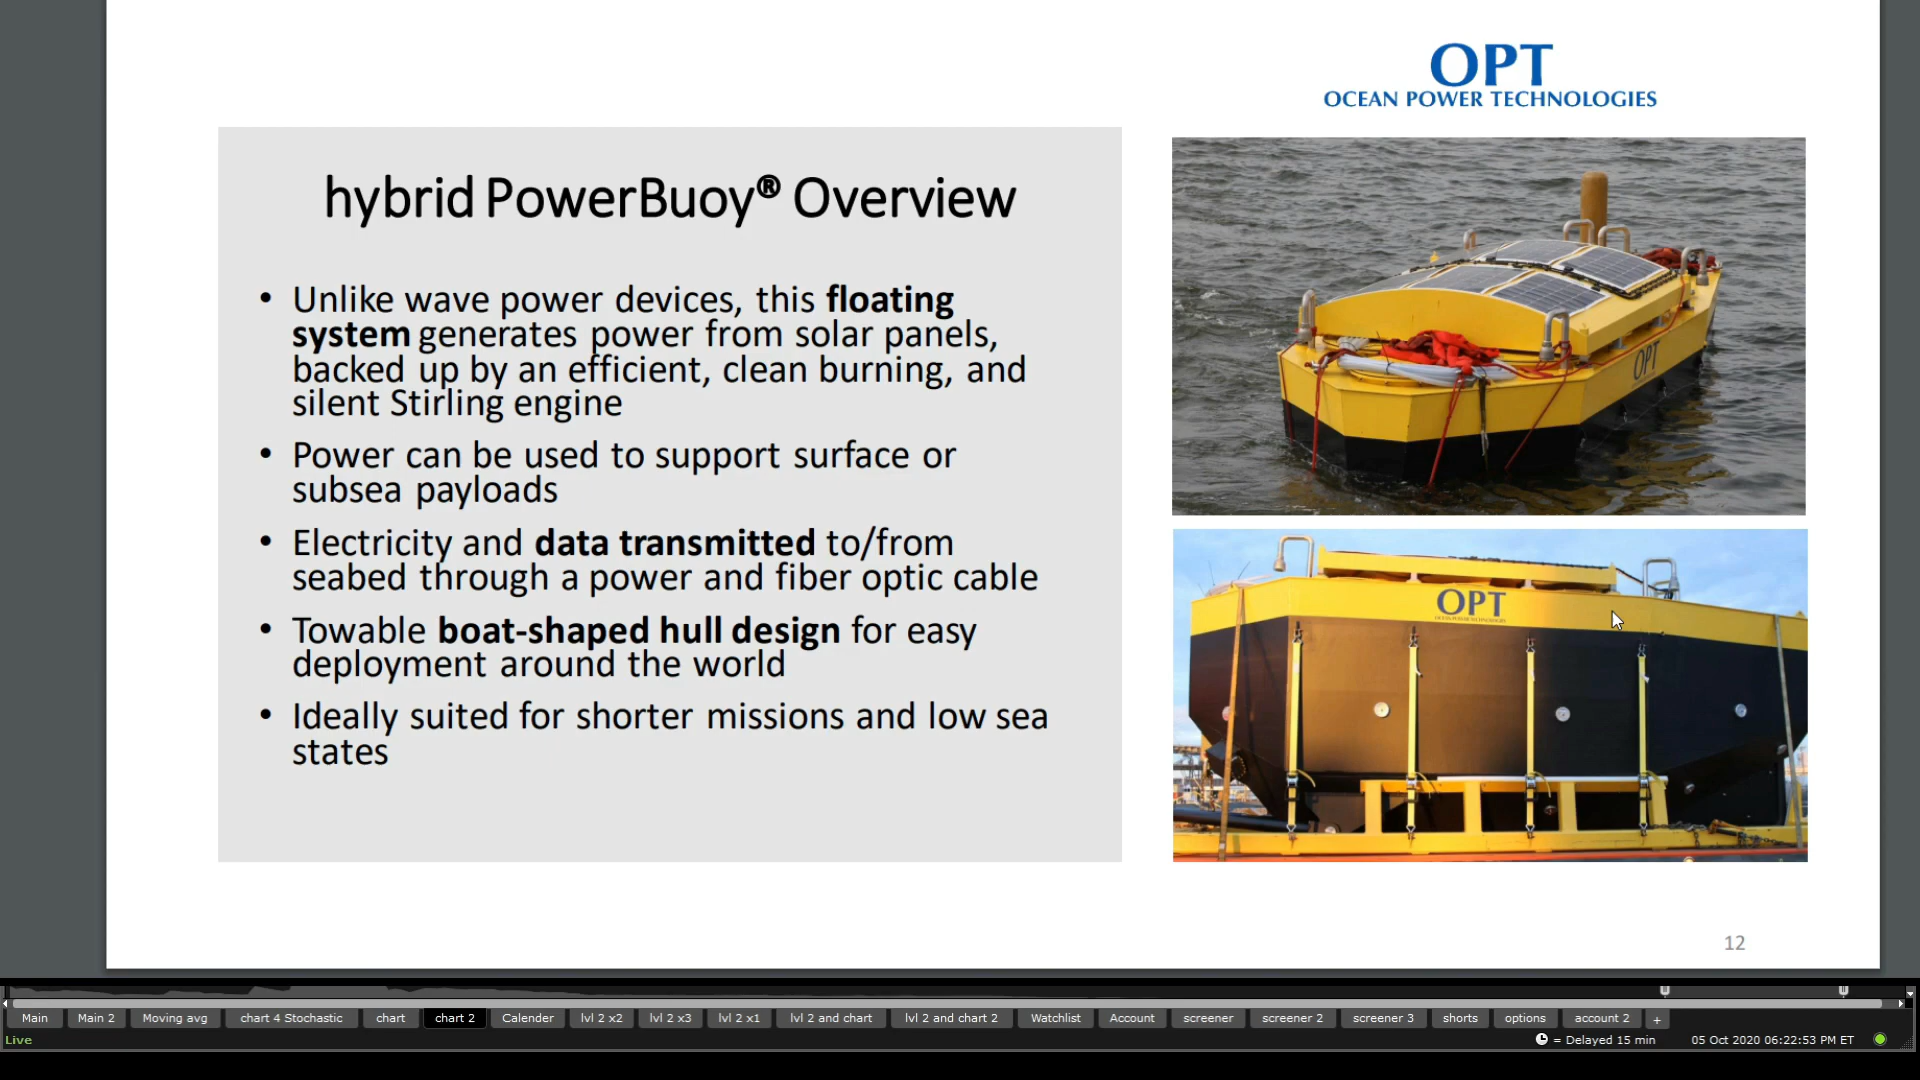 OPT
OCEAN POWER TECHNOLOGIES
hybrid PowerBuoy® Overview
• Unlike wave power devices, this floating
system generates power from solar panels,
backed up by an efficient, clean burning, and
silent Stirling engine
• Power can be used to support surface or
subsea payloads
• Electricity and data transmitted to/from
seabed through a power and fiber optic cable
• Towable boat-shaped hull design for easy
deployment around the world
• Ideally suited for shorter missions and low sea
states
OPT
OPT
OCEAN POWER TECHNOLOGIES
12
Main Main 2 Moving avg chart 4 Stochastic chart chart 2 Calender lvl 2 x2 lvl 2 x3 lvl 2 x1 lvl 2 and chart lvl 2 and chart 2 Watchlist Account screener screener 2 screener 3 shorts options account 2 +
Live = Delayed 15 min 05 Oct 2020 06:22:53 PM ET